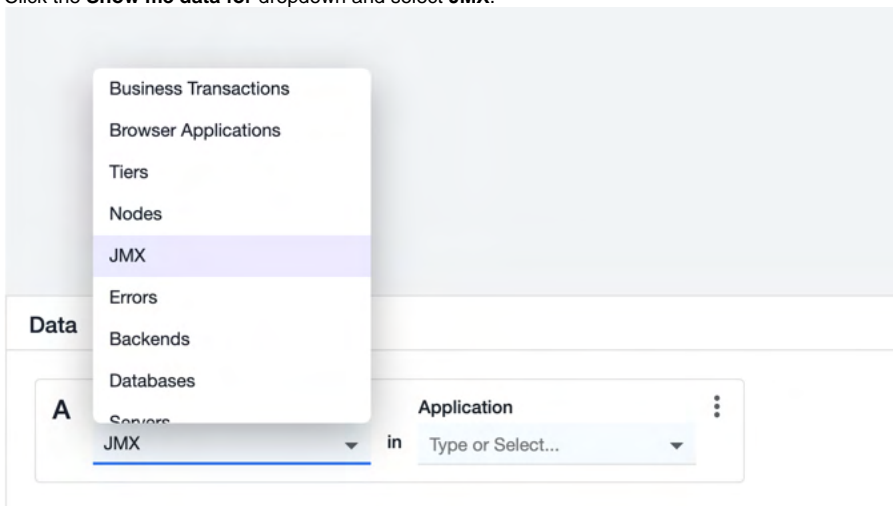 Click the Show me data for dropdown and select JMX.
Business Transactions
Browser Applications
Tiers
Nodes
JMX
Errors
Backends
Databases
Servers
Data
A
JMX
in
Application
Type or Select...